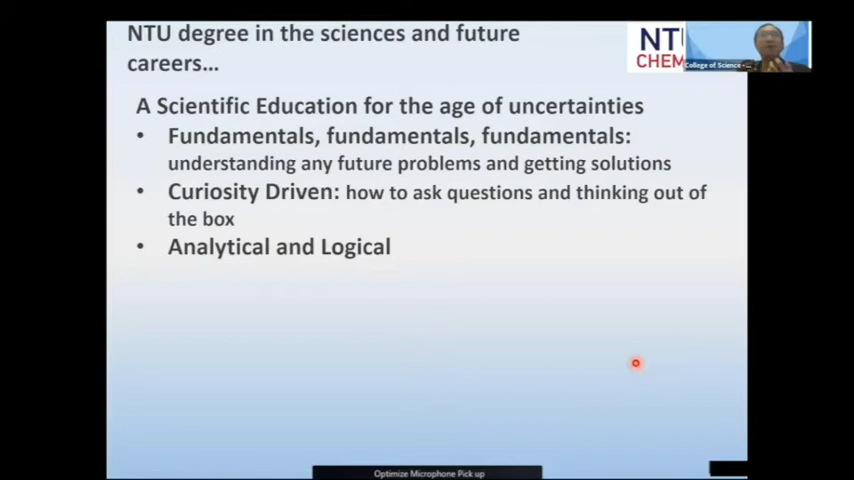 NTU degree in the sciences and future
careers…
NTU
CHEM
College of Science -
A Scientific Education for the age of uncertainties
• Fundamentals, fundamentals, fundamentals:
understanding any future problems and getting solutions
• Curiosity Driven: how to ask questions and thinking out of
the box
• Analytical and Logical
Optimize Microphone Pick up